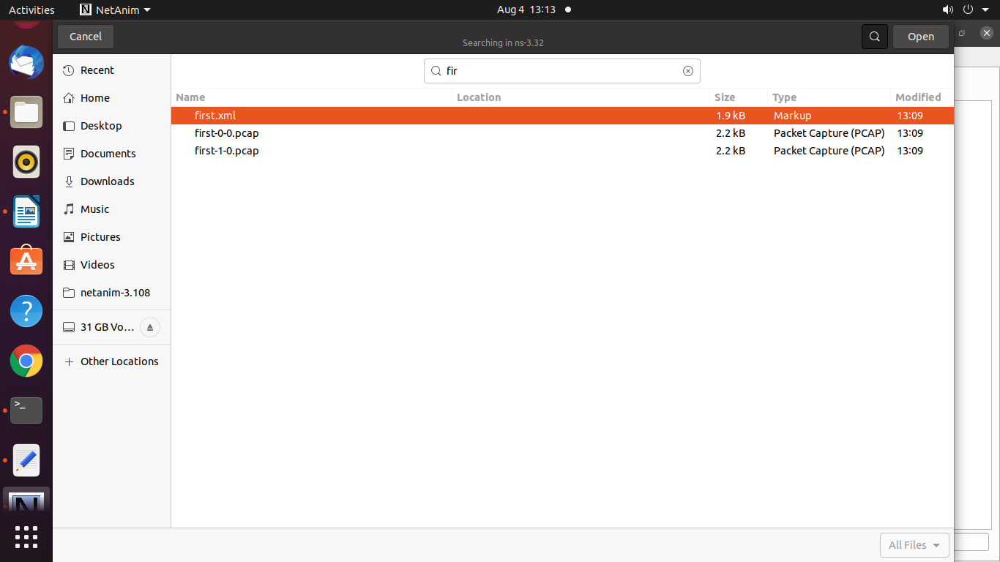 Activities NetAnim Aug 4 13:13
Cancel Searching in ns-3.32 Open
Recent
Home
Desktop
Documents
Downloads
Music
Pictures
Videos
netanim-3.108
31 GB Vo...
Other Locations
fir
Name Location Size Type Modified
first.xml 1.9 kB Markup 13:09
first-0-0.pcap 2.2 kB Packet Capture (PCAP) 13:09
first-1-0.pcap 2.2 kB Packet Capture (PCAP) 13:09
All Files